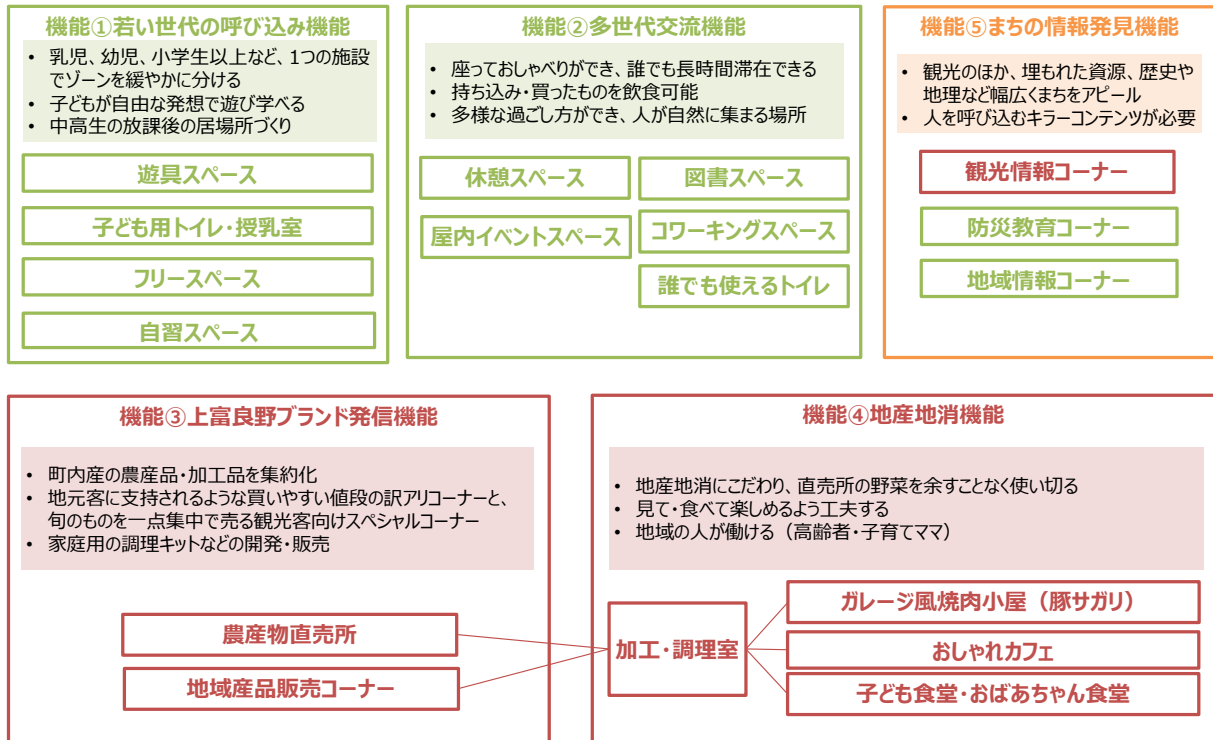 機能①若い世代の呼び込み機能
• 乳児、幼児、小学生以上など、1つの施設
でゾーンを緩やかに分ける
• 子どもが自由な発想で遊び学べる
• 中高生の放課後の居場所づくり
遊具スペース
子ども用トイレ・授乳室
フリースペース
自習スペース
機能②多世代交流機能
• 座っておしゃべりができ、誰でも長時間滞在できる
• 持ち込み・買ったものを飲食可能
• 多様な過ごし方ができ、人が自然に集まる場所
休憩スペース
図書スペース
屋内イベントスペース
コワーキングスペース
誰でも使えるトイレ
機能⑤まちの情報発見機能
• 観光のほか、埋もれた資源、歴史や
地理など幅広くまちをアピール
• 人を呼び込むキラーコンテンツが必要
観光情報コーナー
防災教育コーナー
地域情報コーナー
機能③上富良野ブランド発信機能
• 町内産の農産品・加工品を集約化
• 地元客に支持されるような買いやすい値段の訳アリコーナーと、
旬のものを一点集中で売る観光客向けスペシャルコーナー
• 家庭用の調理キットなどの開発・販売
農産物直売所
地域産品販売コーナー
機能④地産地消機能
• 地産地消にこだわり、直売所の野菜を余すことなく使い切る
• 見て・食べて楽しめるよう工夫する
• 地域の人が働ける（高齢者・子育てママ）
加工・調理室
ガレージ風焼肉小屋（豚サガリ）
おしゃれカフェ
子ども食堂・おばあちゃん食堂